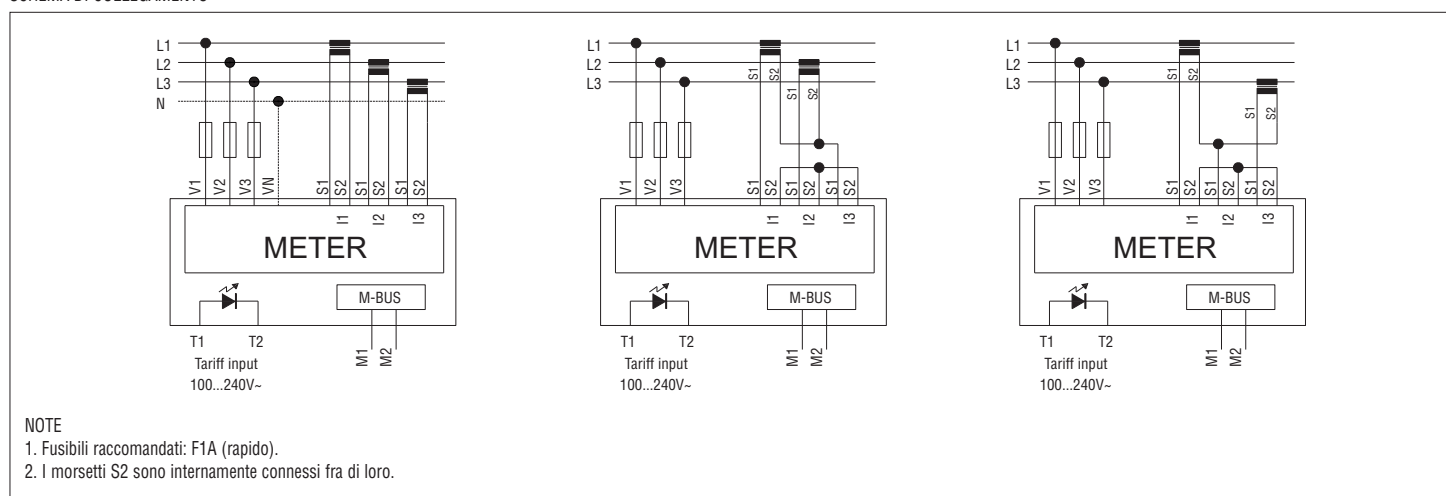 L1
L2
L3
N
V1 V2 V3 VN S1 S2 S1 S2 S1 S2
I1 I2 I3
METER
M-BUS
T1 T2
M1 M2
Tariff input
100...240V~
L1
L2
L3
S1 S2
S1 S2
V1 V2 V3 S1 S2 S1 S2 S1 S2
I1 I2 I3
METER
M-BUS
T1 T2
M1 M2
Tariff input
100...240V~
L1
L2
L3
S1 S2
S1 S2
V1 V2 V3 S1 S2 S1 S2 S1 S2
I1 I2 I3
METER
M-BUS
T1 T2
M1 M2
Tariff input
100...240V~
NOTE
1. Fusibili raccomandati: F1A (rapido).
2. I morsetti S2 sono internamente connessi fra di loro.